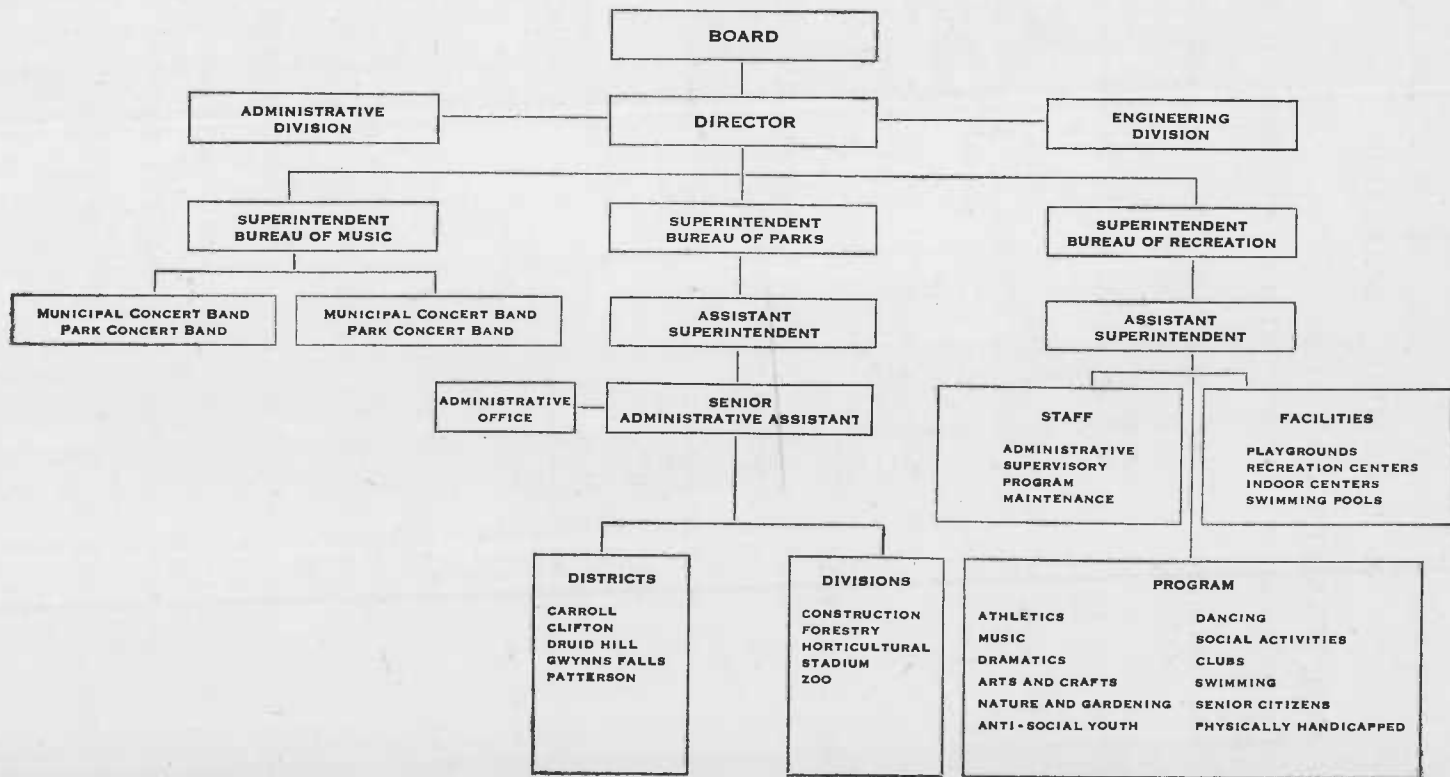 BOARD
ADMINISTRATIVE
DIVISION
DIRECTOR
ENGINEERING
DIVISION
SUPERINTENDENT
BUREAU OF MUSIC
SUPERINTENDENT
BUREAU OF PARKS
SUPERINTENDENT
BUREAU OF RECREATION
MUNICIPAL CONCERT BAND
PARK CONCERT BAND
MUNICIPAL CONCERT BAND
PARK CONCERT BAND
ASSISTANT
SUPERINTENDENT
ASSISTANT
SUPERINTENDENT
ADMINISTRATIVE
OFFICE
SENIOR
ADMINISTRATIVE ASSISTANT
STAFF
ADMINISTRATIVE
SUPERVISORY
PROGRAM
MAINTENANCE
FACILITIES
PLAYGROUNDS
RECREATION CENTERS
INDOOR CENTERS
SWIMMING POOLS
DISTRICTS
CARROLL
CLIFTON
DRUID HILL
GWYNNS FALLS
PATTERSON
DIVISIONS
CONSTRUCTION
FORESTRY
HORTICULTURAL
STADIUM
ZOO
PROGRAM
ATHLETICS
MUSIC
DRAMATICS
ARTS AND CRAFTS
NATURE AND GARDENING
ANTI-SOCIAL YOUTH
DANCING
SOCIAL ACTIVITIES
CLUBS
SWIMMING
SENIOR CITIZENS
PHYSICALLY HANDICAPPED